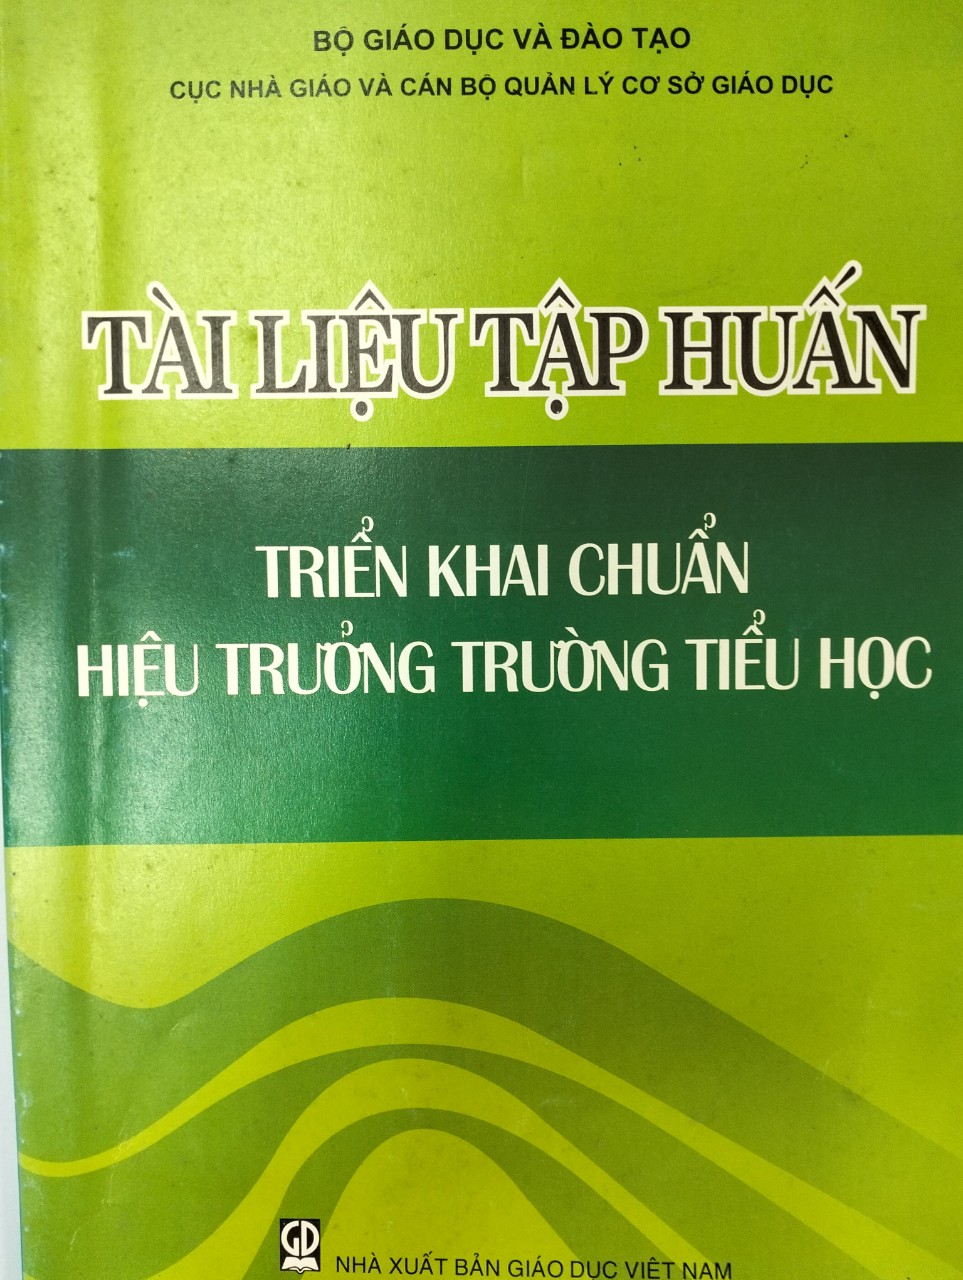 BỘ GIÁO DỤC VÀ ĐÀO TẠO
CỤC NHÀ GIÁO VÀ CÁN BỘ QUẢN LÝ CƠ SỞ GIÁO DỤC
TÀI LIỆU TẬP HUẤN
TRIỂN KHAI CHUẨN
HIỆU TRƯỞNG TRƯỜNG TIỂU HỌC
GD
NHÀ XUẤT BẢN GIÁO DỤC VIỆT NAM